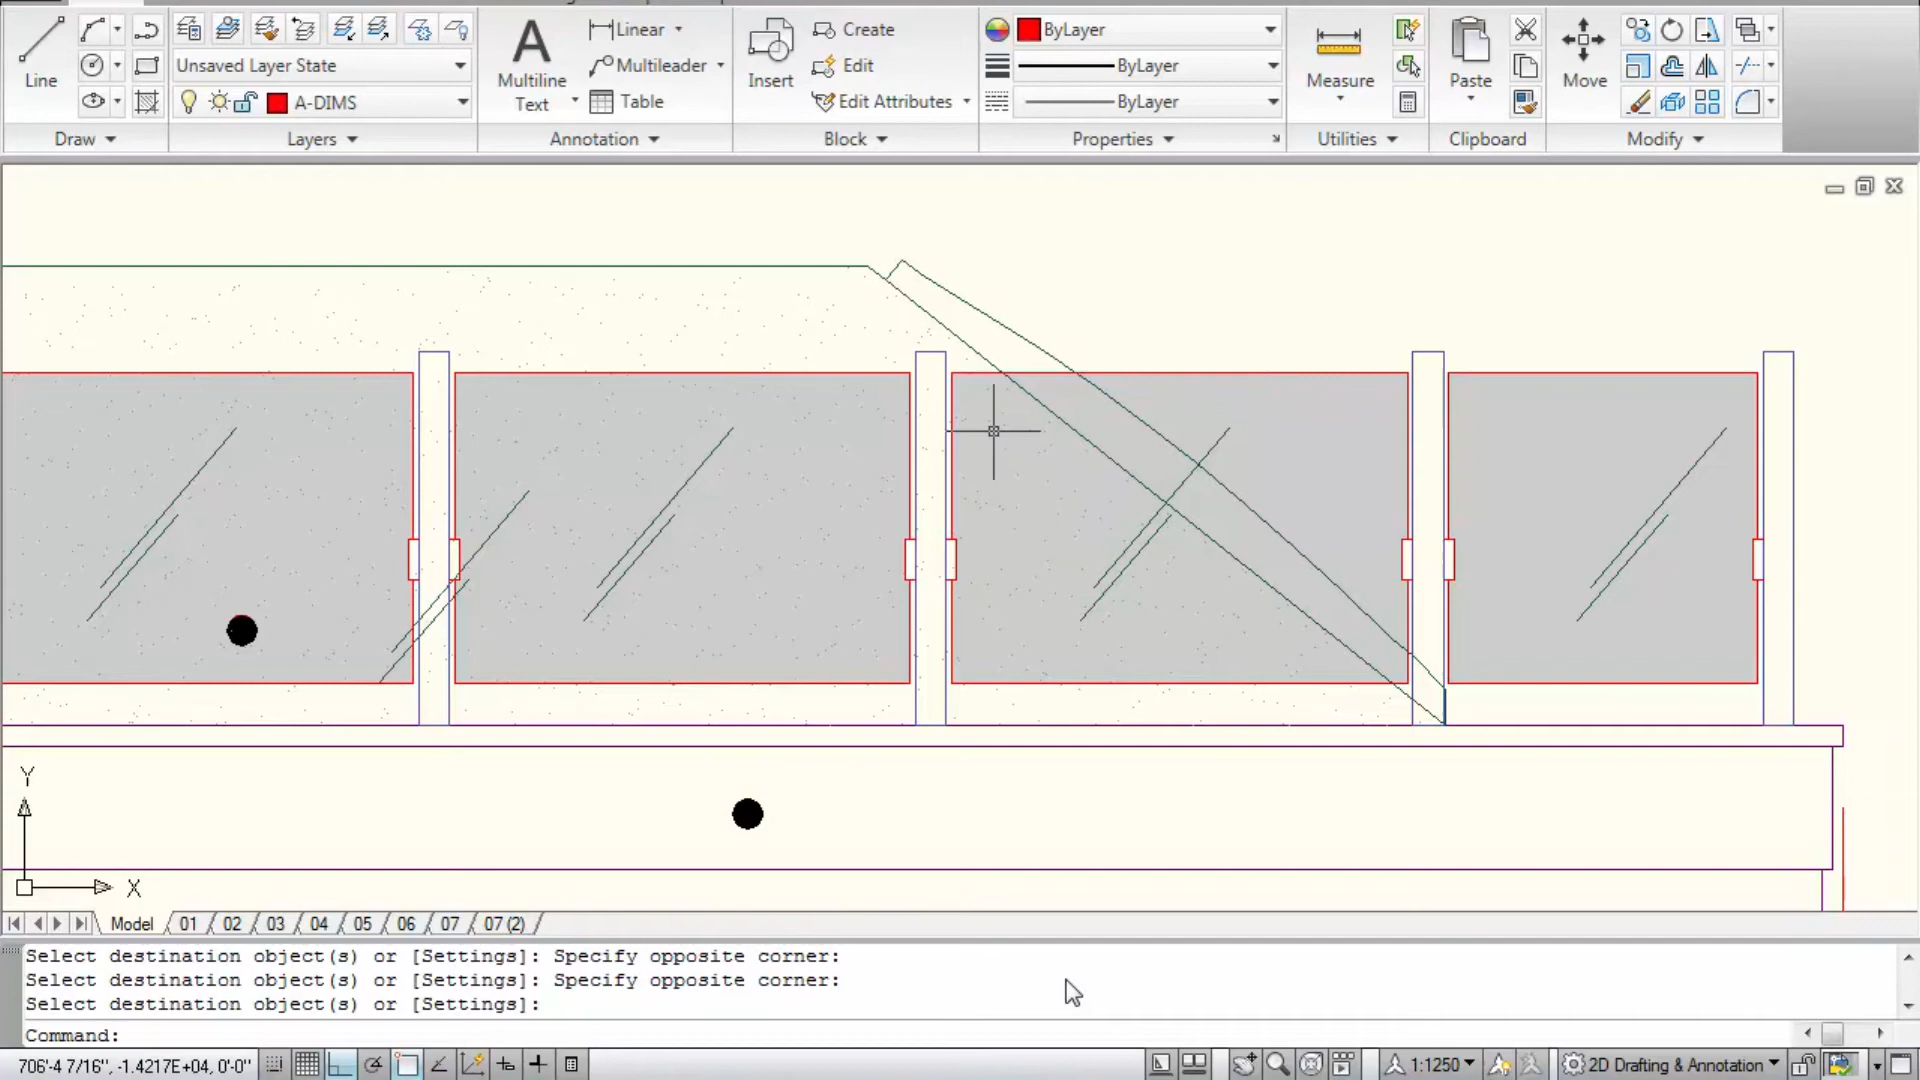 Line
Unsaved Layer State
A-DIMS
Draw
Layers
Multiline
Text
Linear
Multileader
Table
Annotation
Insert
Create
Edit
Edit Attributes
Block
ByLayer
ByLayer
ByLayer
Properties
Measure
Utilities
Paste
Clipboard
Move
Modify
Y
X
Model 01 02 03 04 05 06 07 07 (2)
Select destination object(s) or [Settings]: Specify opposite corner:
Select destination object(s) or [Settings]: Specify opposite corner:
Select destination object(s) or [Settings]:
Command:
706'-4 7/16", -1.4217E+04, 0'-0"
1:1250
2D Drafting & Annotation